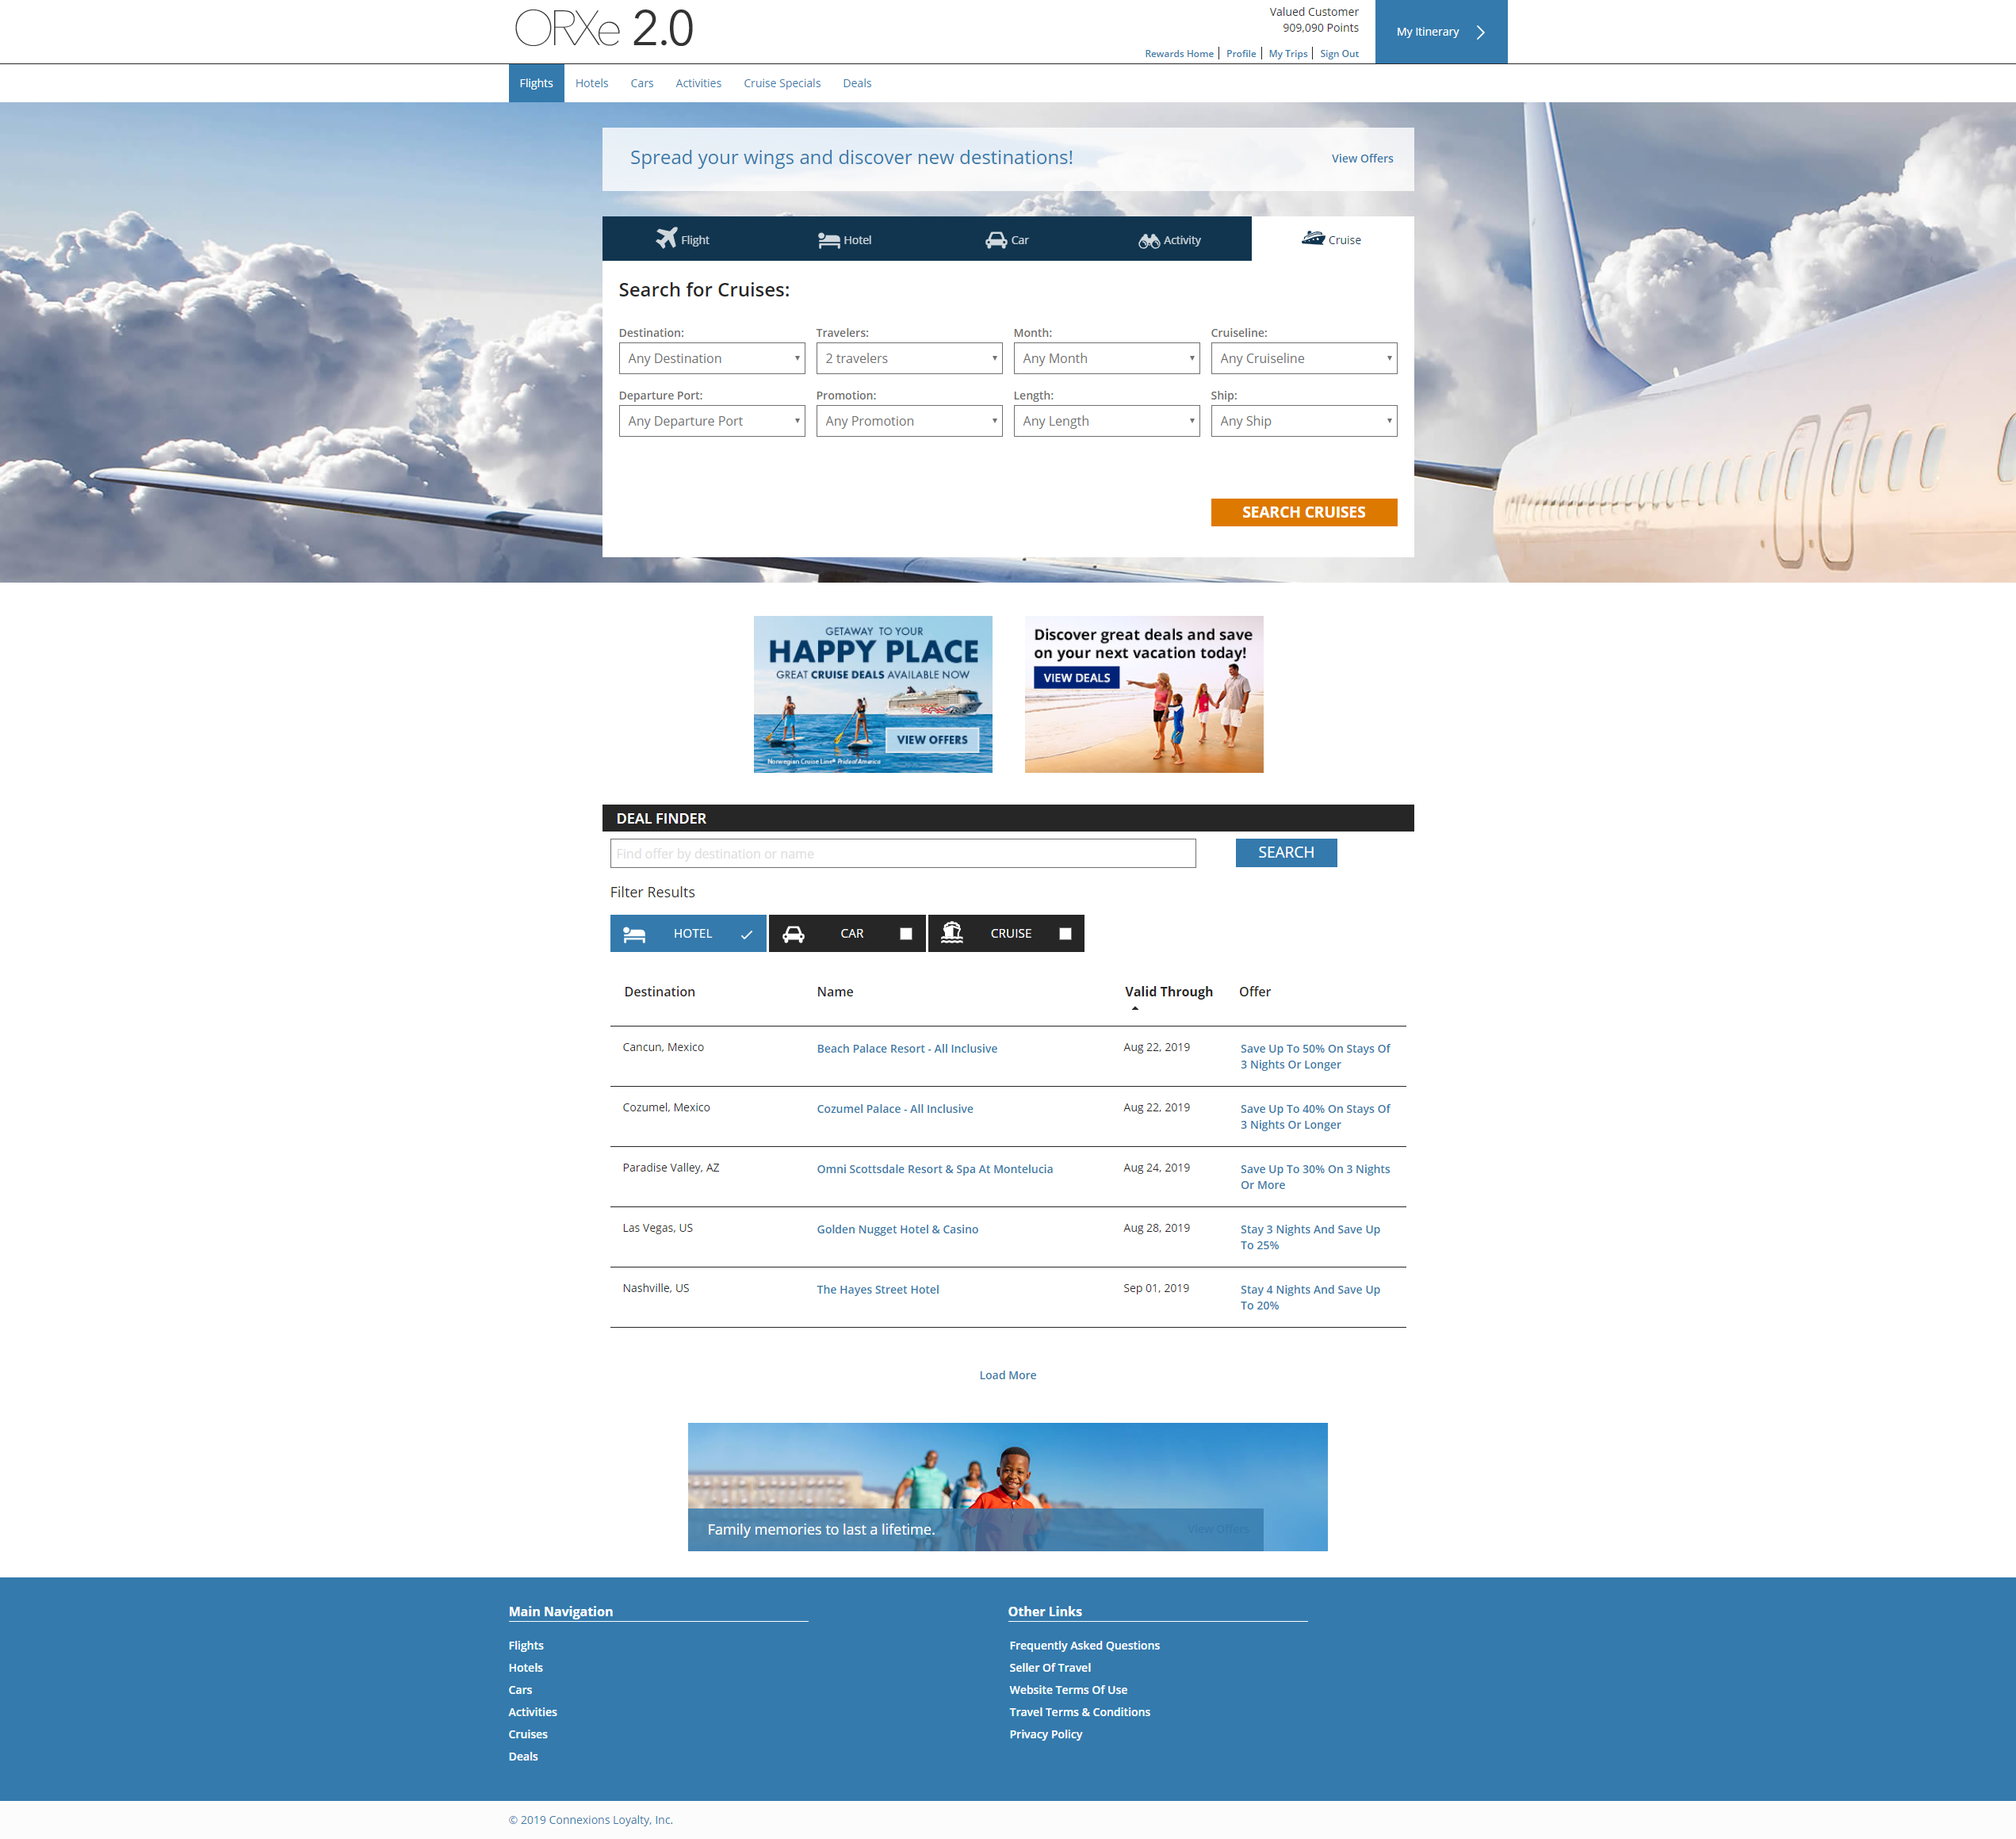 ORXe 2.0
Valued Customer
909,090 Points
Rewards Home | Profile | My Trips | Sign Out
My Itinerary
Flights Hotels Cars Activities Cruise Specials Deals
Spread your wings and discover new destinations!
View Offers
Flight Hotel Car Activity Cruise
Search for Cruises:
Destination: Travelers: Month: Cruiseline:
Any Destination 2 travelers Any Month Any Cruiseline
Departure Port: Promotion: Length: Ship:
Any Departure Port Any Promotion Any Length Any Ship
SEARCH CRUISES
GETAWAY TO YOUR
HAPPY PLACE
GREAT CRUISE DEALS AVAILABLE NOW
VIEW OFFERS
Norwegian Cruise Line® Pride of America
Discover great deals and save
on your next vacation today!
VIEW DEALS
DEAL FINDER
Find offer by destination or name
SEARCH
Filter Results
HOTEL CAR CRUISE
Destination Name Valid Through Offer
Cancun, Mexico Beach Palace Resort - All Inclusive Aug 22, 2019 Save Up To 50% On Stays Of
3 Nights Or Longer
Cozumel, Mexico Cozumel Palace - All Inclusive Aug 22, 2019 Save Up To 40% On Stays Of
3 Nights Or Longer
Paradise Valley, AZ Omni Scottsdale Resort & Spa At Montelucia Aug 24, 2019 Save Up To 30% On 3 Nights
Or More
Las Vegas, US Golden Nugget Hotel & Casino Aug 28, 2019 Stay 3 Nights And Save Up
To 25%
Nashville, US The Hayes Street Hotel Sep 01, 2019 Stay 4 Nights And Save Up
To 20%
Load More
Family memories to last a lifetime.
View Offers
Main Navigation
Flights
Hotels
Cars
Activities
Cruises
Deals
Other Links
Frequently Asked Questions
Seller Of Travel
Website Terms Of Use
Travel Terms & Conditions
Privacy Policy
© 2019 Connexions Loyalty, Inc.